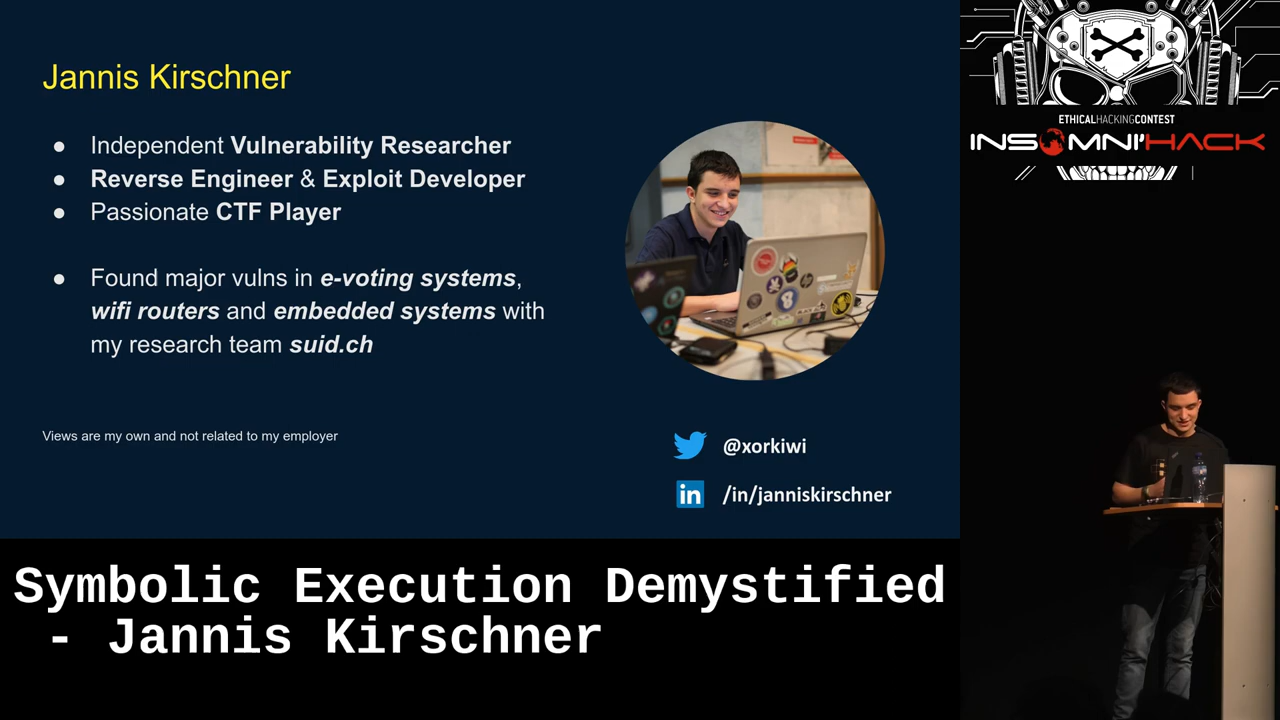 Jannis Kirschner
● Independent Vulnerability Researcher
● Reverse Engineer & Exploit Developer
● Passionate CTF Player
● Found major vulns in e-voting systems,
wifi routers and embedded systems with
my research team suid.ch
Views are my own and not related to my employer
@xorkiwi
in /in/janniskirschner
ETHICALHACKINGCONTEST
INSOMNI'HACK
Symbolic Execution Demystified
- Jannis Kirschner